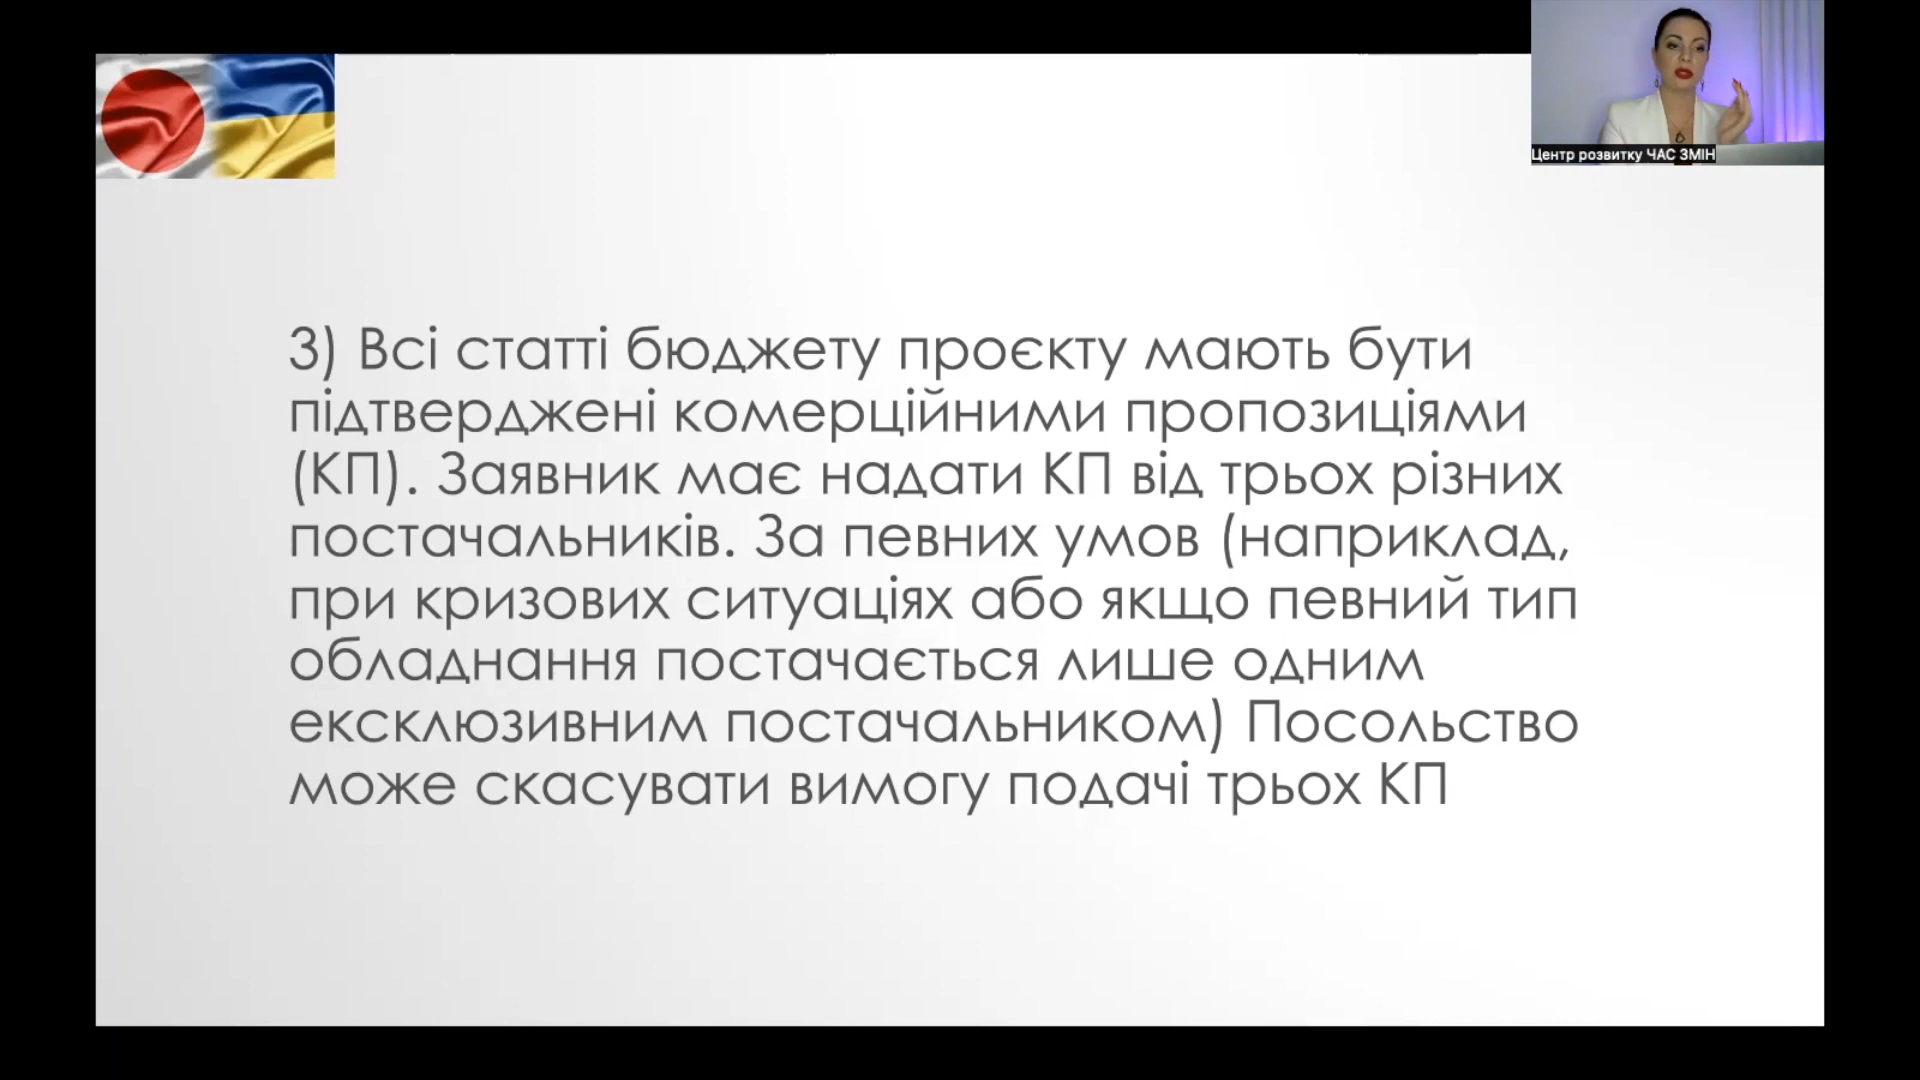 Центр розвитку ЧАС ЗМІН
3) Всі статті бюджету проєкту мають бути
підтверджені комерційними пропозиціями
(КП). Заявник має надати КП від трьох різних
постачальників. За певних умов (наприклад,
при кризових ситуаціях або якщо певний тип
обладнання постачається лише одним
ексклюзивним постачальником) Посольство
може скасувати вимогу подачі трьох КП